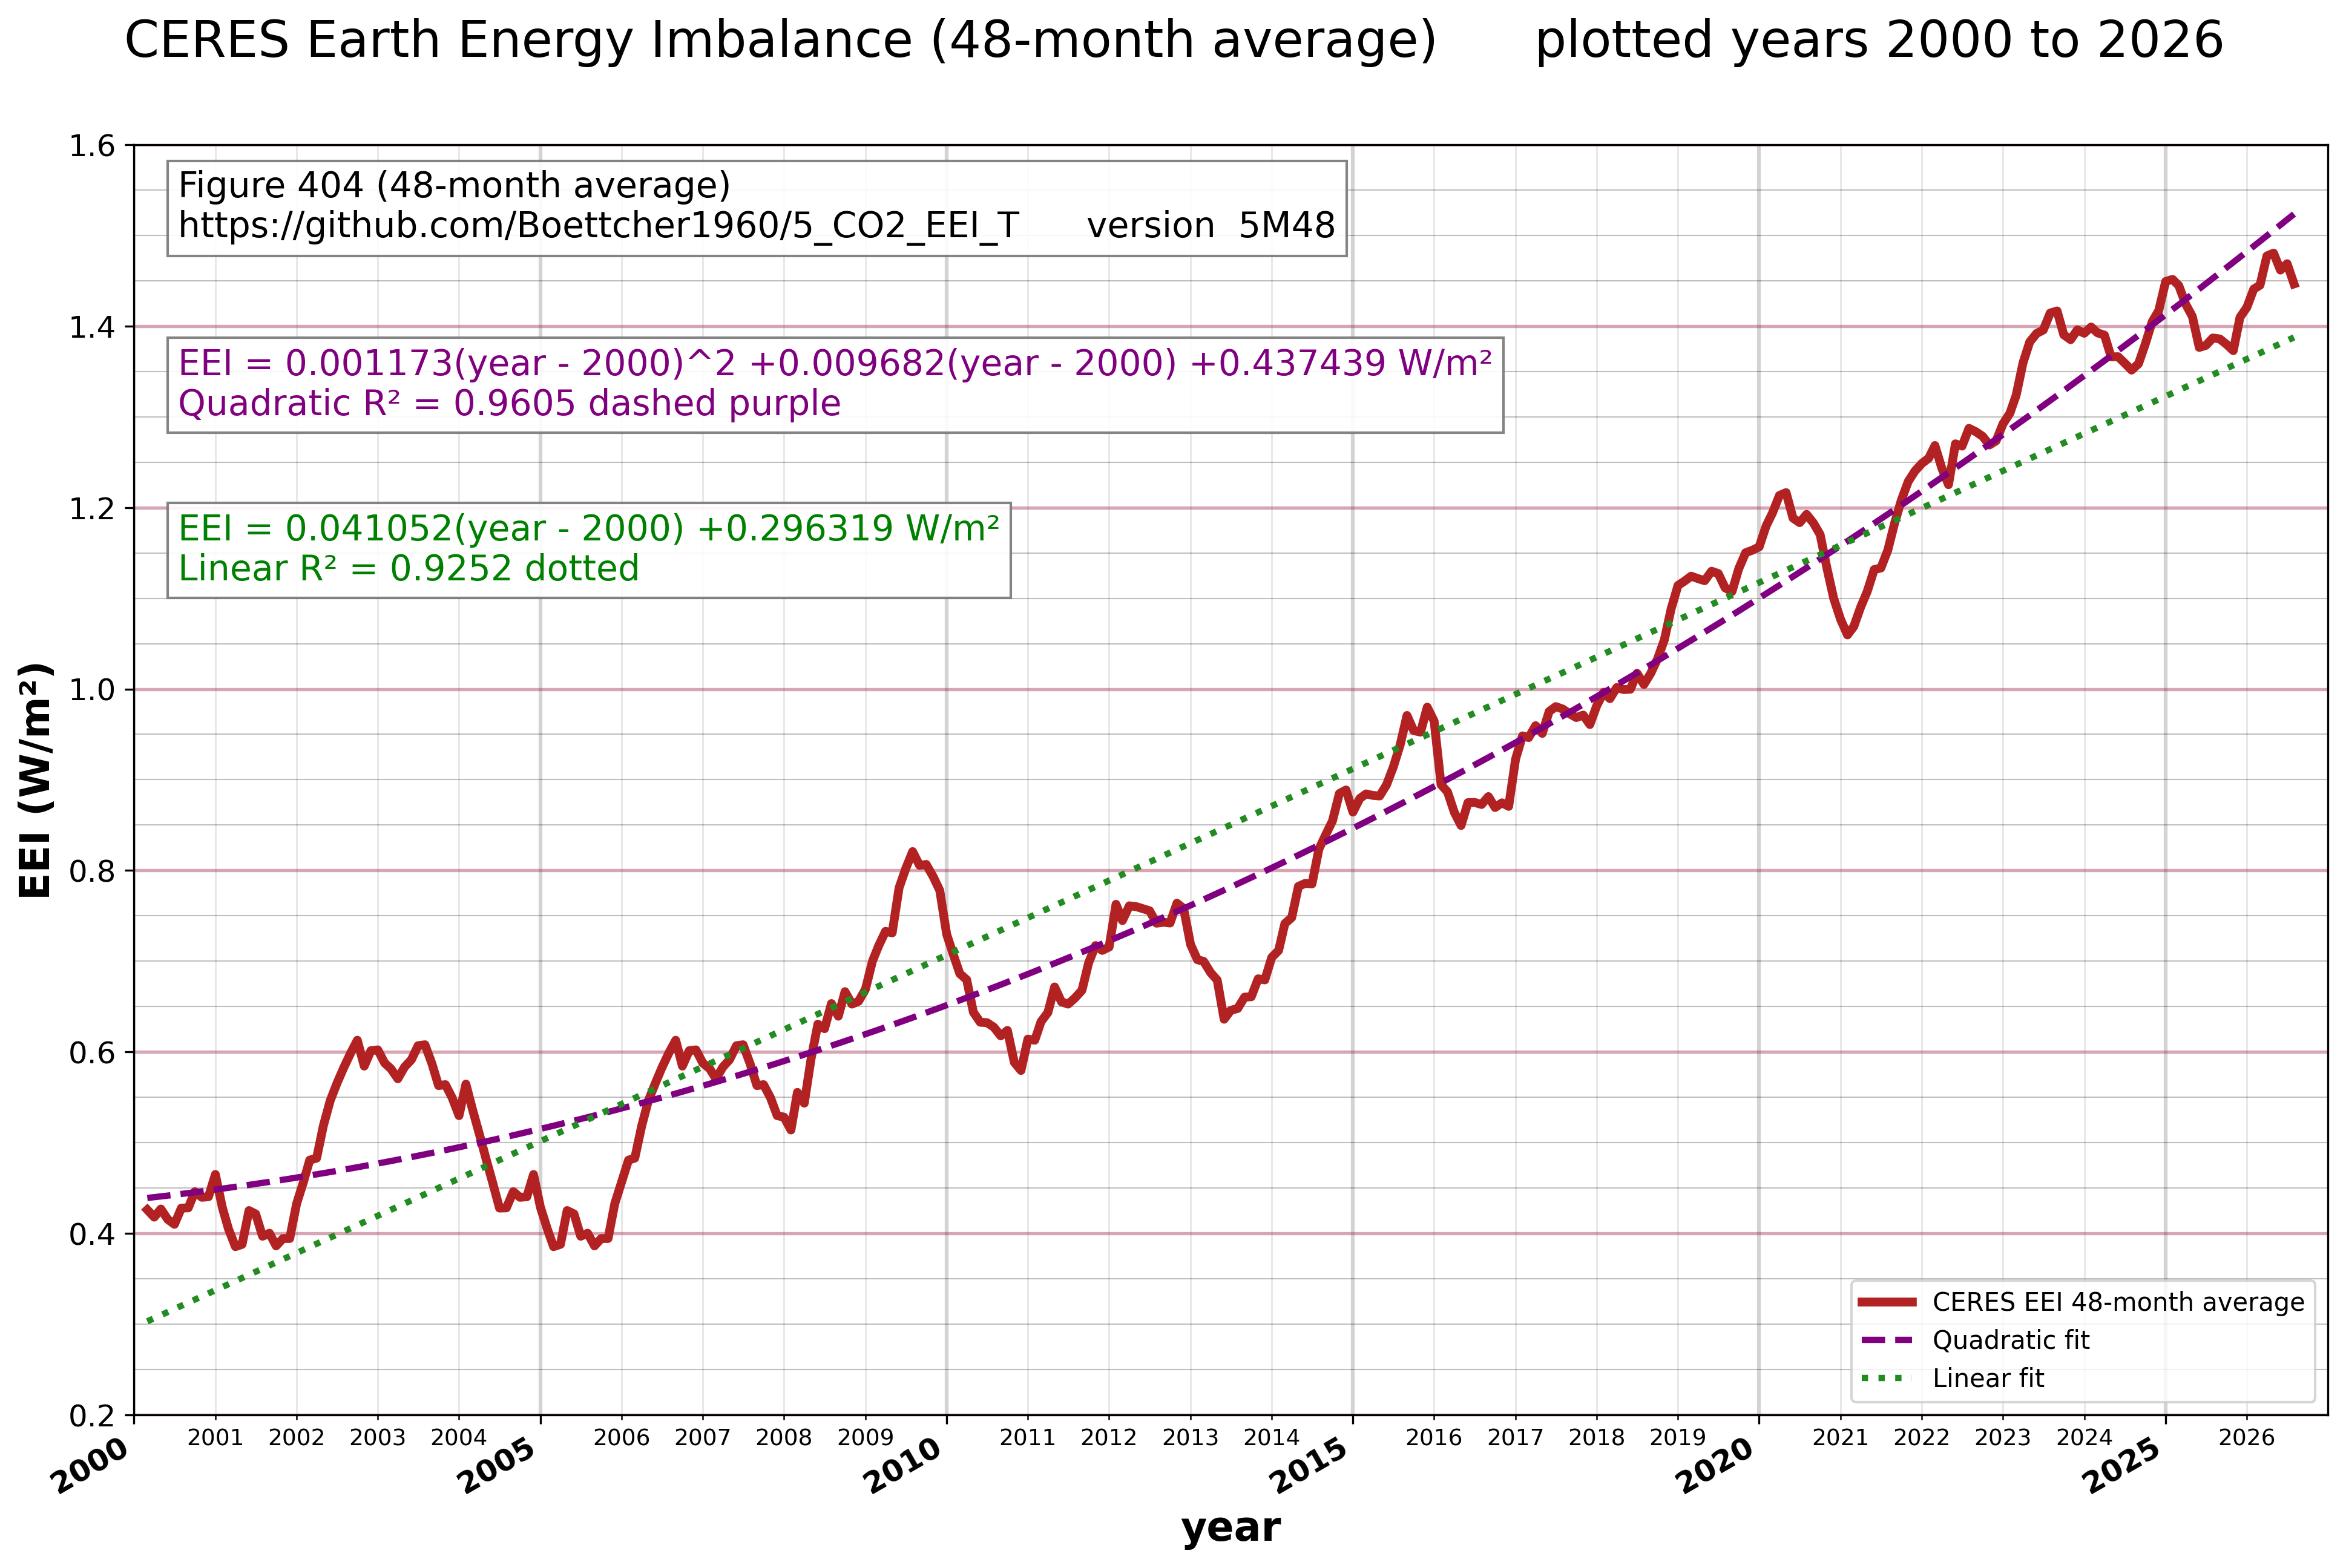 CERES Earth Energy Imbalance (48-month average)      plotted years 2000 to 2026
1.6
Figure 404 (48-month average)
https://github.com/Boettcher1960/5_CO2_EEI_T      version  5M48
1.4
EEI = 0.001173(year - 2000)^2 +0.009682(year - 2000) +0.437439 W/m²
Quadratic R² = 0.9605 dashed purple
1.2
EEI = 0.041052(year - 2000) +0.296319 W/m²
Linear R² = 0.9252 dotted
1.0
EEI (W/m²)
0.8
0.6
0.4
CERES EEI 48-month average
Quadratic fit
Linear fit
0.2
2000 2001 2002 2003 2004 2005 2006 2007 2008 2009 2010 2011 2012 2013 2014 2015 2016 2017 2018 2019 2020 2021 2022 2023 2024 2025 2026
year